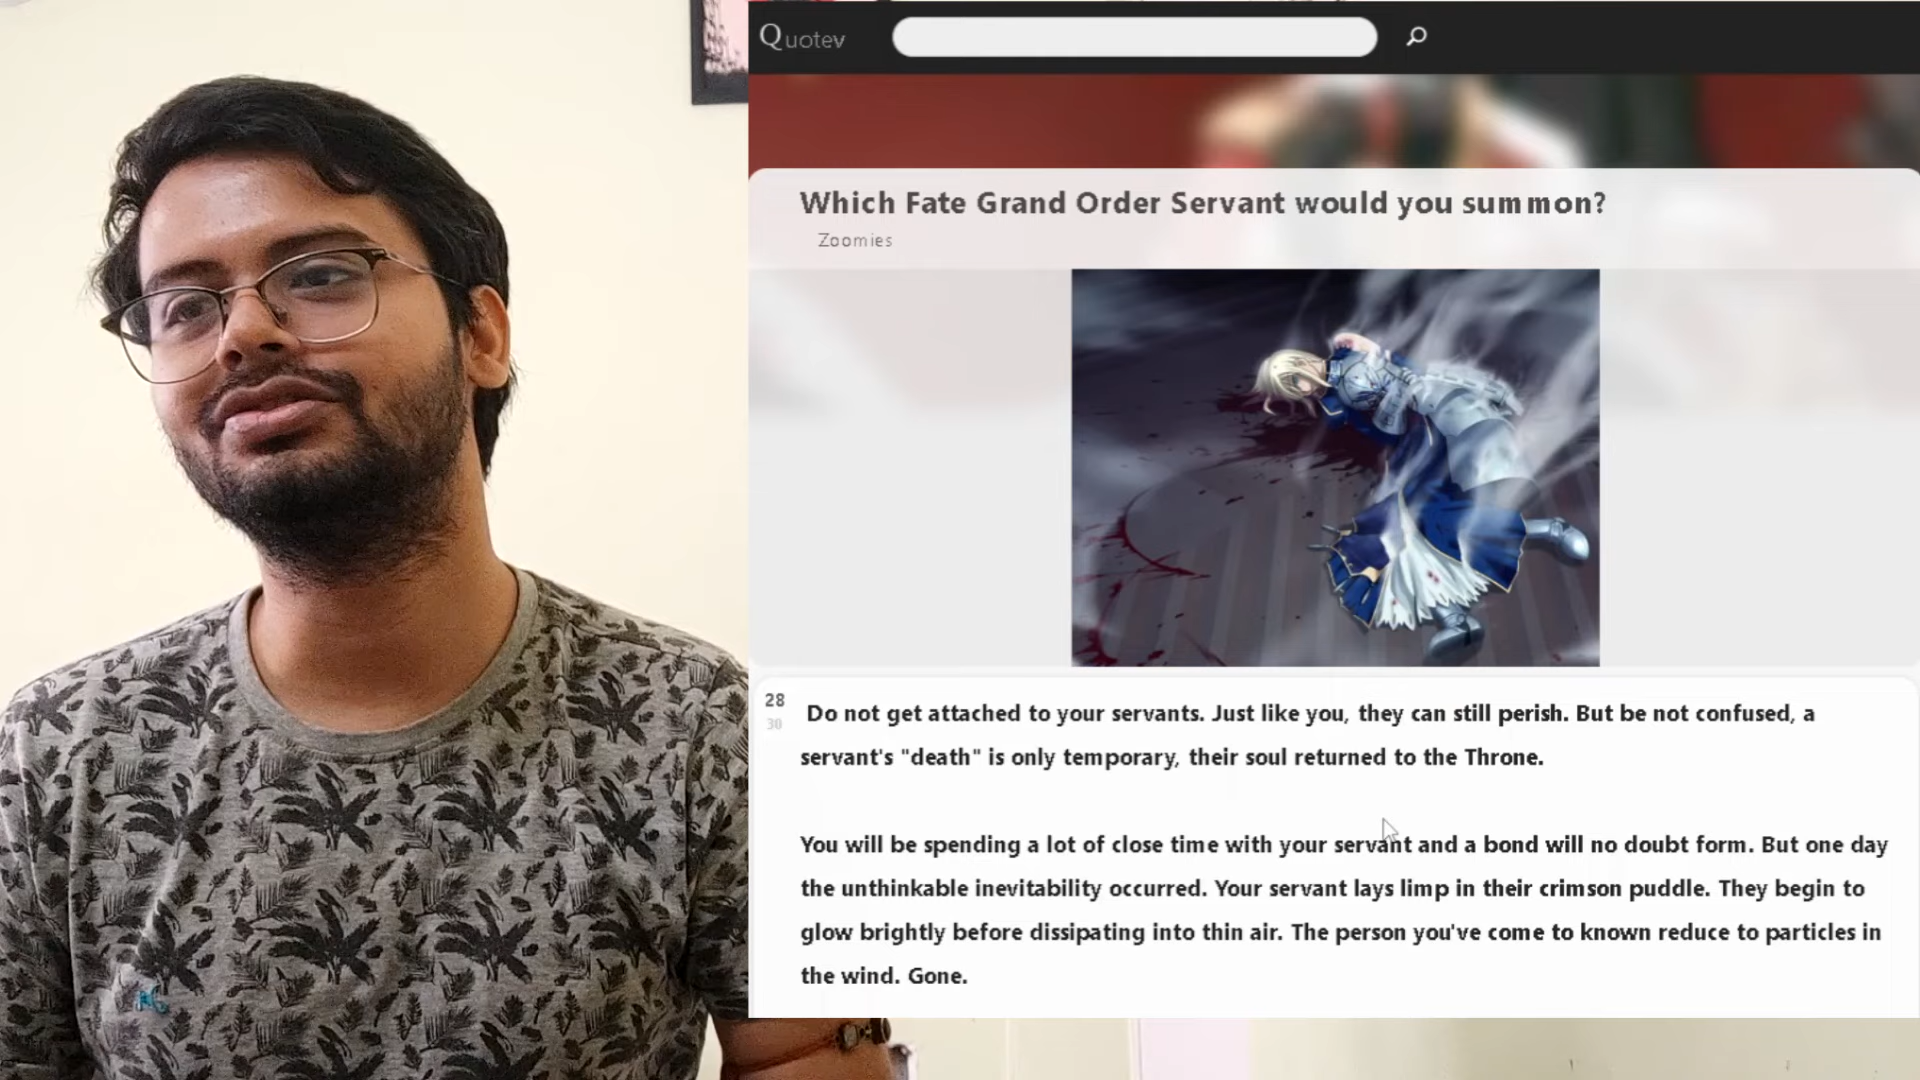 Quotev
Which Fate Grand Order Servant would you summon?
Zoomies
28
30
Do not get attached to your servants. Just like you, they can still perish. But be not confused, a
servant's "death" is only temporary, their soul returned to the Throne.
You will be spending a lot of close time with your servant and a bond will no doubt form. But one day
the unthinkable inevitability occurred. Your servant lays limp in their crimson puddle. They begin to
glow brightly before dissipating into thin air. The person you've come to known reduce to particles in
the wind. Gone.